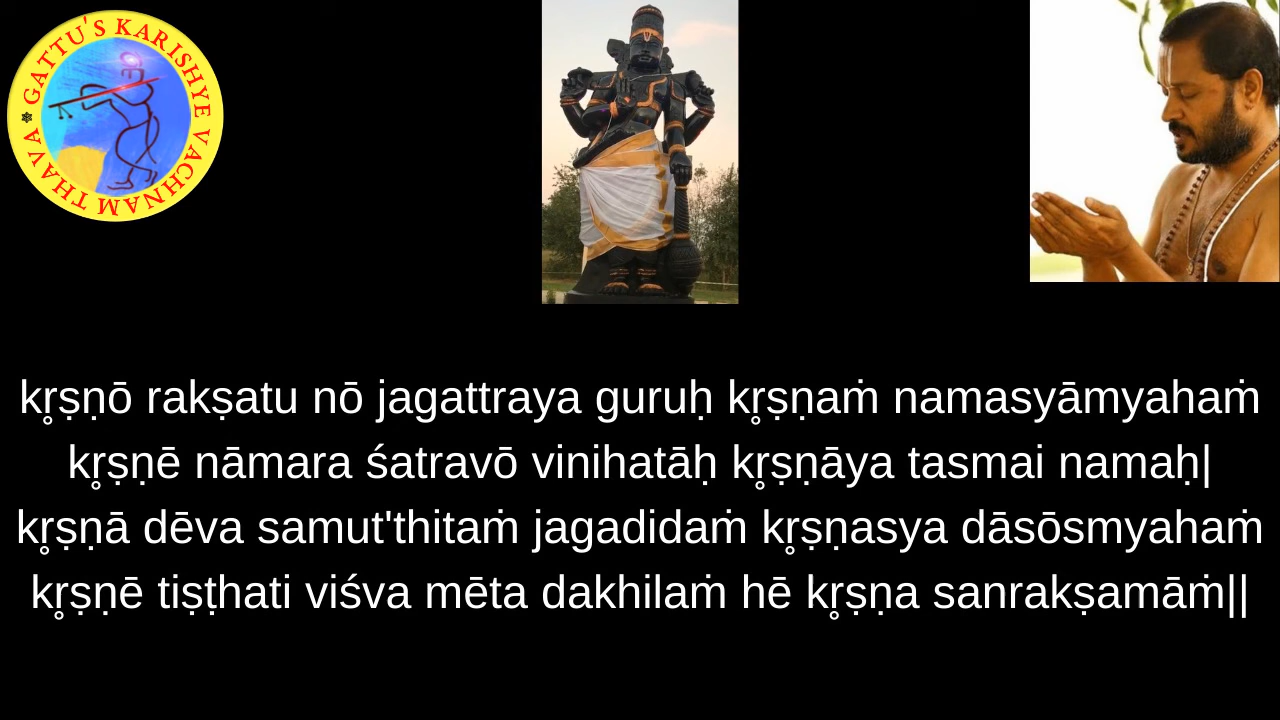 GATTU'S KARISHYE VACHNAM THAVA
kr̥ṣṇō rakṣatu nō jagattraya guruḥ kr̥ṣṇaṁ namasyāmyahaṁ
kr̥ṣṇē nāmara śatravō vinihatāḥ kr̥ṣṇāya tasmai namaḥ|
kr̥ṣṇā dēva samut'thitaṁ jagadidaṁ kr̥ṣṇasya dāsōsmyahaṁ
kr̥ṣṇē tiṣṭhati viśva mēta dakhilaṁ hē kr̥ṣṇa sanrakṣamāṁ||